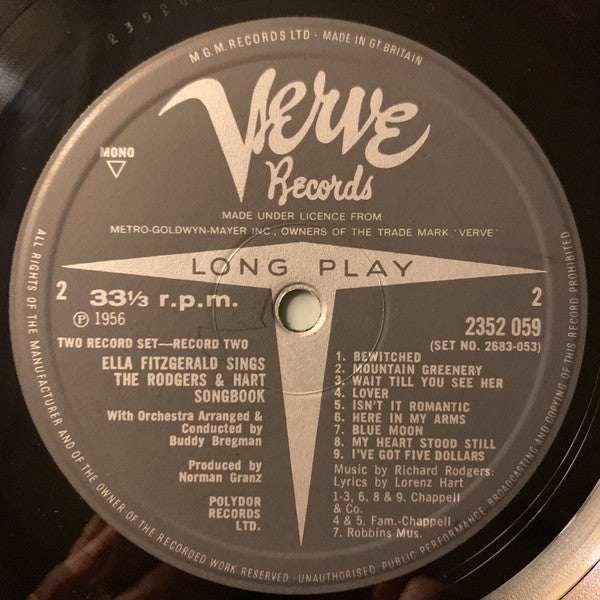 2352 0
M.G.M. RECORDS LTD · MADE IN GT. BRITAIN
Verve
Records
MONO
MADE UNDER LICENCE FROM
METRO-GOLDWYN-MAYER INC., OWNERS OF THE TRADE MARK 'VERVE'
LONG PLAY
2 33⅓ r.p.m. 2
℗ 1956
2352 059
(SET NO. 2683-053)
TWO RECORD SET—RECORD TWO
ELLA FITZGERALD SINGS
THE RODGERS & HART
SONGBOOK
With Orchestra Arranged &
Conducted by
Buddy Bregman
Produced by
Norman Granz
POLYDOR
RECORDS
LTD.
1. BEWITCHED
2. MOUNTAIN GREENERY
3. WAIT TILL YOU SEE HER
4. LOVER
5. ISN'T IT ROMANTIC
6. HERE IN MY ARMS
7. BLUE MOON
8. MY HEART STOOD STILL
9. I'VE GOT FIVE DOLLARS
Music by Richard Rodgers:
Lyrics by Lorenz Hart
1-3, 6, 8 & 9. Chappell
& Co.
4 & 5. Fam.-Chappell
7. Robbins Mus.
ALL RIGHTS OF THE MANUFACTURER AND OF THE OWNER OF THE RECORDED WORK RESERVED · UNAUTHORISED PUBLIC PERFORMANCE, BROADCASTING AND COPYING OF THIS RECORD PROHIBITED